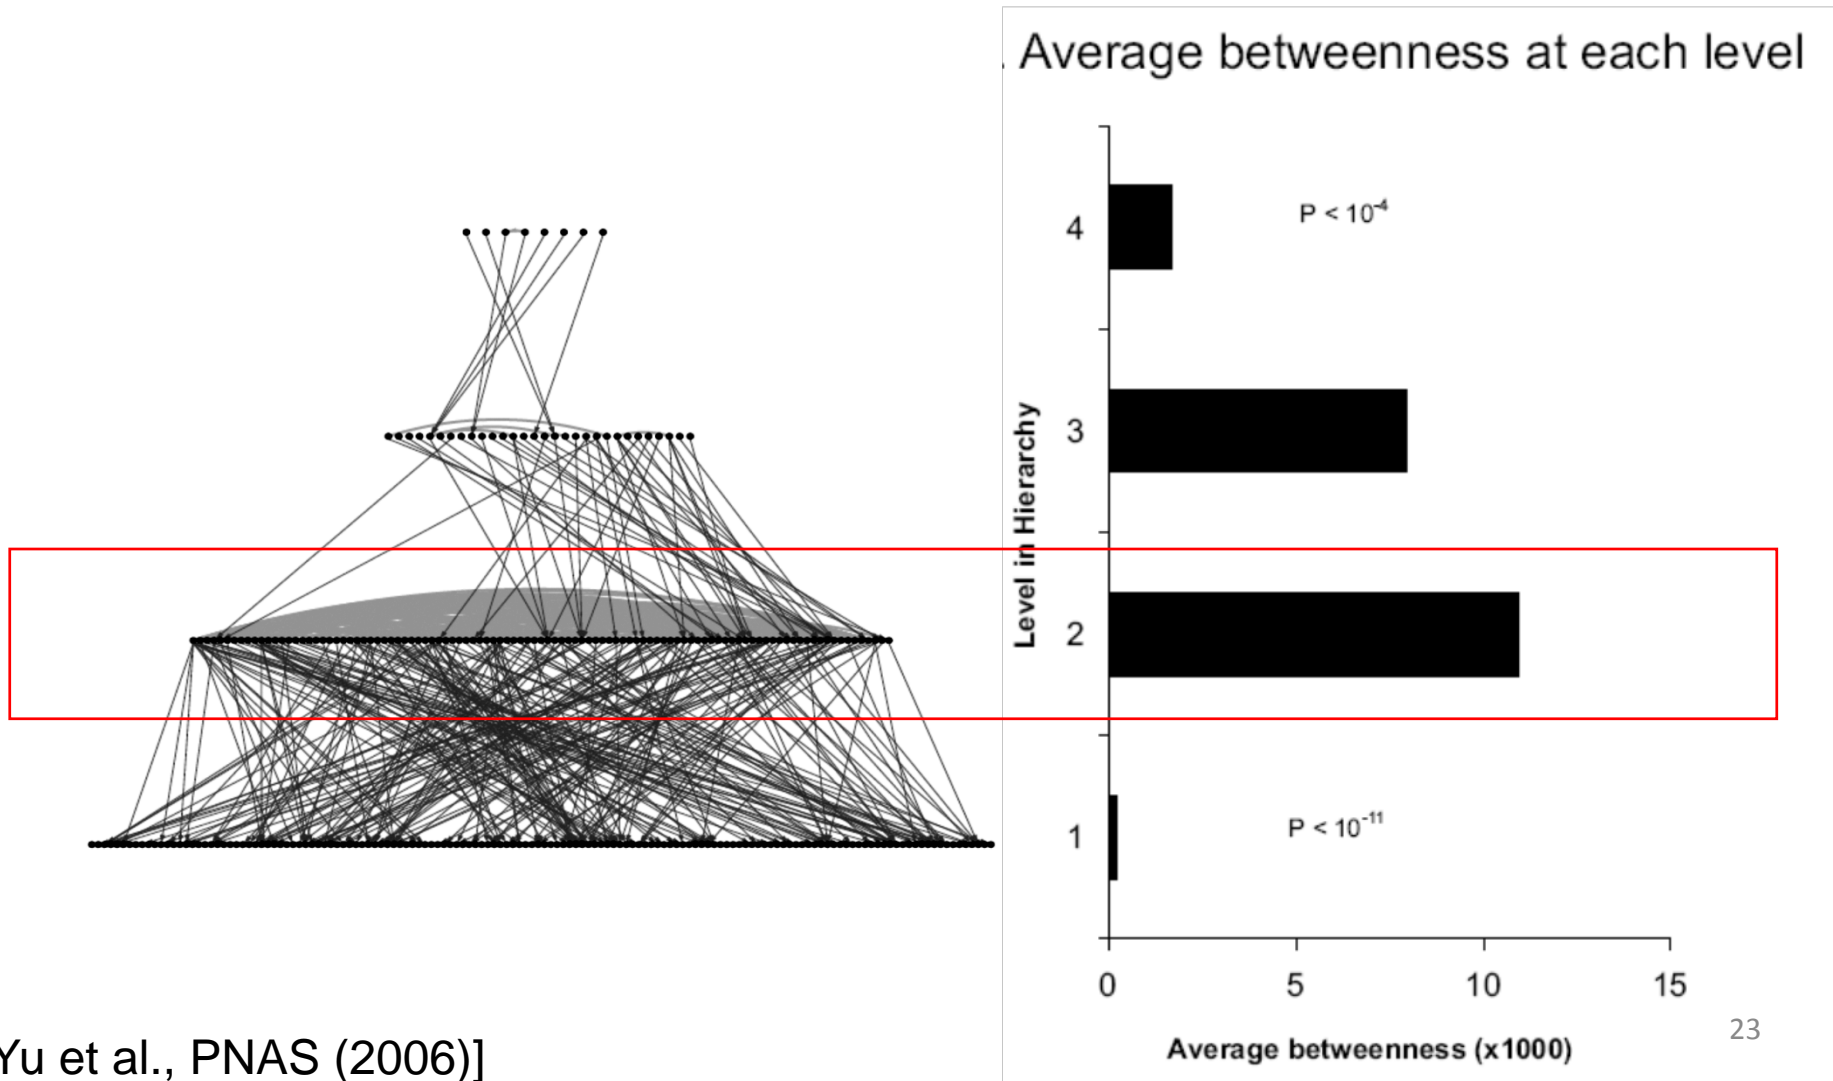 . Average betweenness at each level
4
P < 10-4
3
Level in Hierarchy
2
1
P < 10-11
0 5 10 15
Average betweenness (x1000)
23
Yu et al., PNAS (2006)]